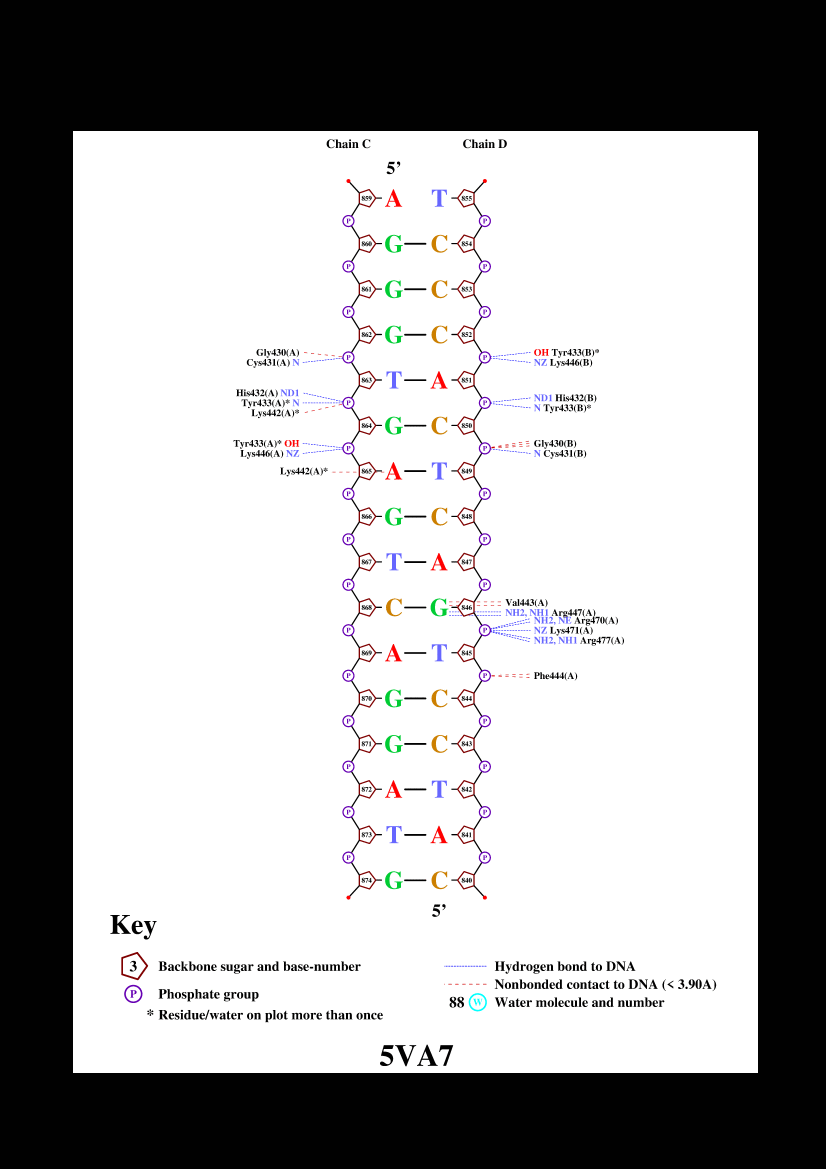 Chain C Chain D
5’
859 A T 855
P P
860 G C 854
P P
861 G C 853
P P
862 G C 852
Gly430(A) OH Tyr433(B)*
P P
Cys431(A) N NZ Lys446(B)
863 T A 851
His432(A) ND1 ND1 His432(B)
Tyr433(A)* N P P N Tyr433(B)*
Lys442(A)*
864 G C 850
Tyr433(A)* OH Gly430(B)
P P
Lys446(A) NZ N Cys431(B)
Lys442(A)* 865 A T 849
P P
866 G C 848
P P
867 T A 847
P P
Val443(A)
868 C G 846
NH2, NH1 Arg447(A)
NH2, NE Arg470(A)
P P NZ Lys471(A)
NH2, NH1 Arg477(A)
869 A T 845
P P Phe444(A)
870 G C 844
P P
871 G C 843
P P
872 A T 842
P P
873 T A 841
P P
874 G C 840
5’
Key
3 Backbone sugar and base-number Hydrogen bond to DNA
Nonbonded contact to DNA (< 3.90A)
P Phosphate group
88 W Water molecule and number
* Residue/water on plot more than once
5VA7